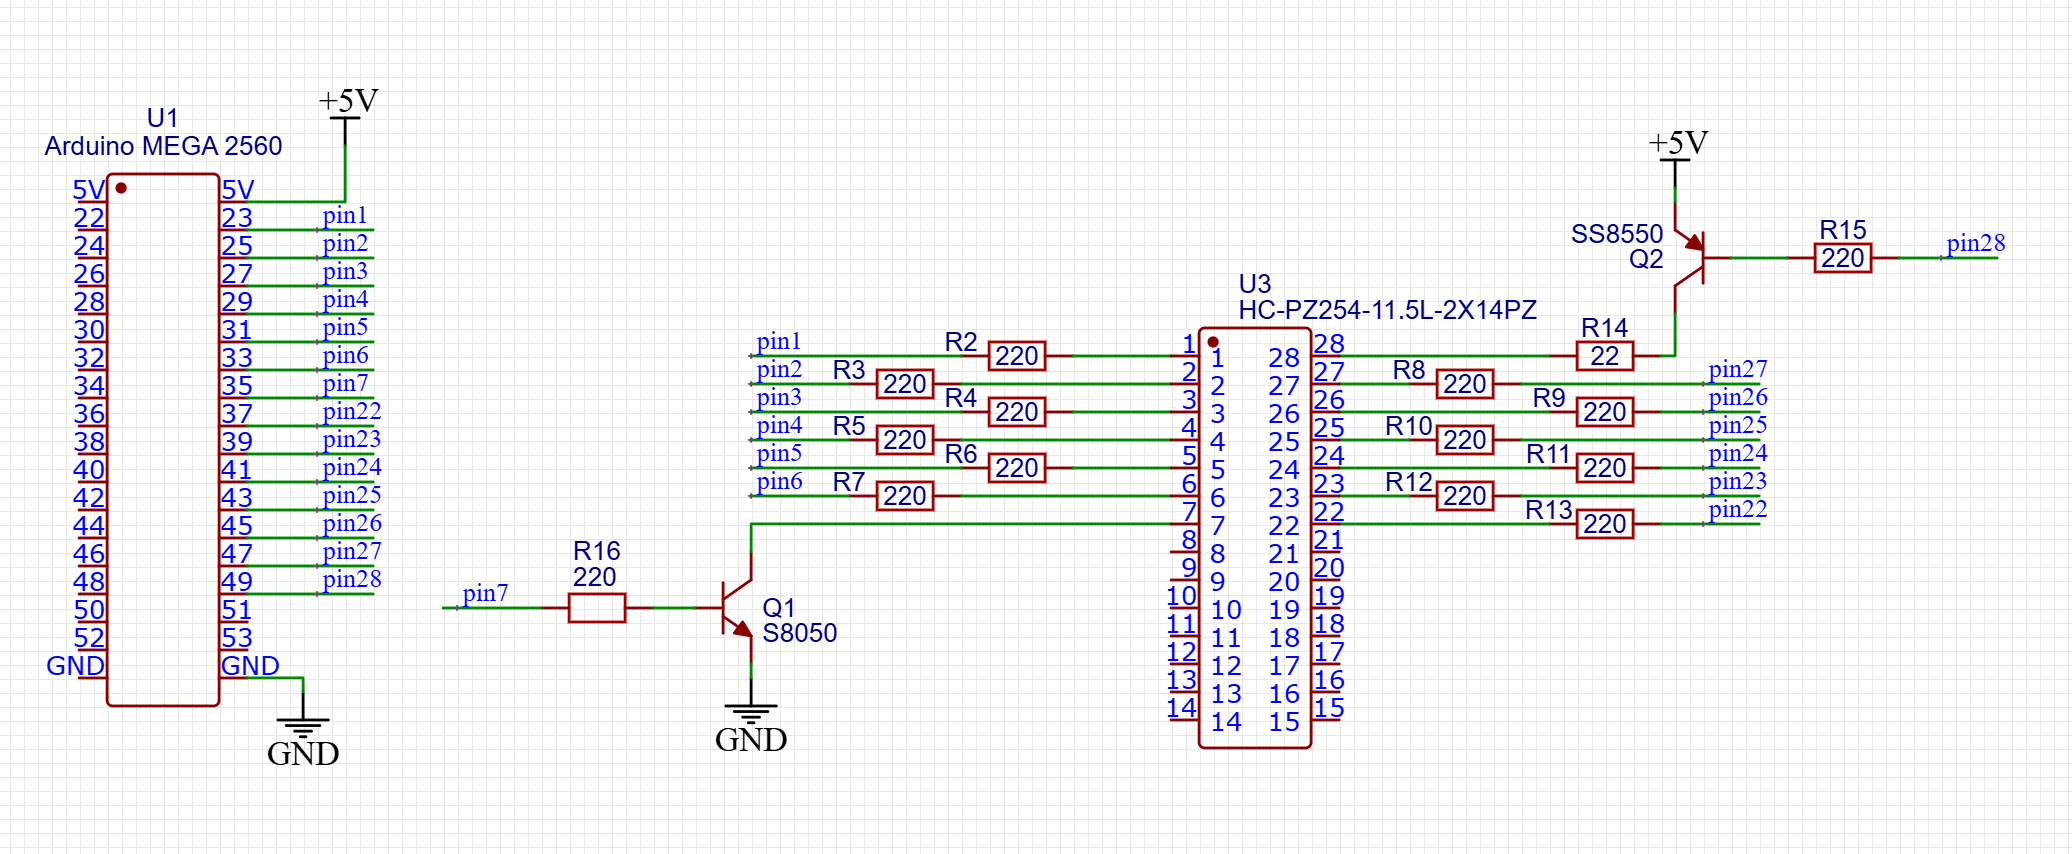 U1
Arduino MEGA 2560
+5V
5V 5V
22 23 pin1
24 25 pin2
26 27 pin3
28 29 pin4
30 31 pin5
32 33 pin6
34 35 pin7
36 37 pin22
38 39 pin23
40 41 pin24
42 43 pin25
44 45 pin26
46 47 pin27
48 49 pin28
50 51
52 53
GND GND
GND
pin7
R16
220
Q1
S8050
GND
U3
HC-PZ254-11.5L-2X14PZ
pin1 R2 220 1 1 28 28 R14 22
pin2 R3 220 2 2 27 27 R8 220 pin27
pin3 R4 220 3 3 26 26 R9 220 pin26
pin4 R5 220 4 4 25 25 R10 220 pin25
pin5 R6 220 5 5 24 24 R11 220 pin24
pin6 R7 220 6 6 23 23 R12 220 pin23
7 7 22 22 R13 220 pin22
8 8 21 21
9 9 20 20
10 10 19 19
11 11 18 18
12 12 17 17
13 13 16 16
14 14 15 15
+5V
SS8550
Q2
R15
220
pin28